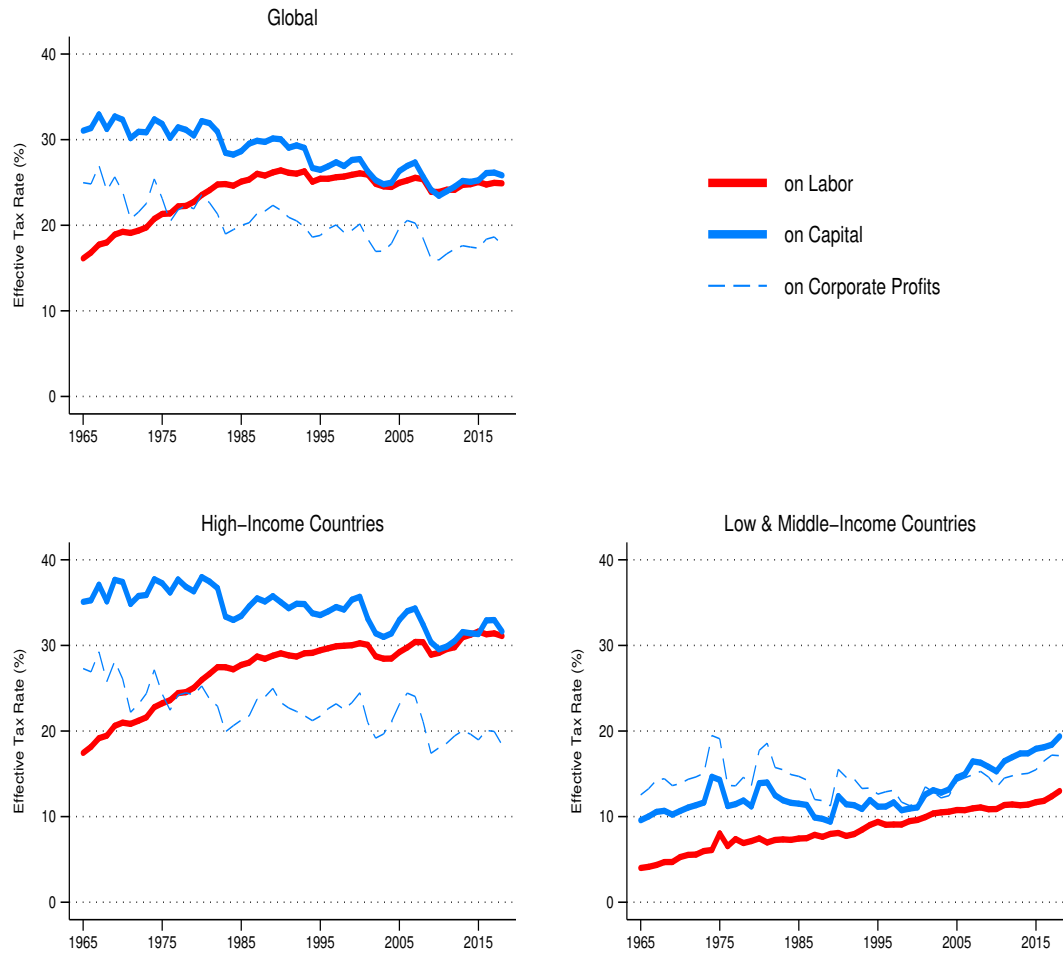 Global
Effective Tax Rate (%)
40
30
20
10
0
1965 1975 1985 1995 2005 2015
on Labor
on Capital
on Corporate Profits
High−Income Countries
Effective Tax Rate (%)
40
30
20
10
0
1965 1975 1985 1995 2005 2015
Low & Middle−Income Countries
Effective Tax Rate (%)
40
30
20
10
0
1965 1975 1985 1995 2005 2015